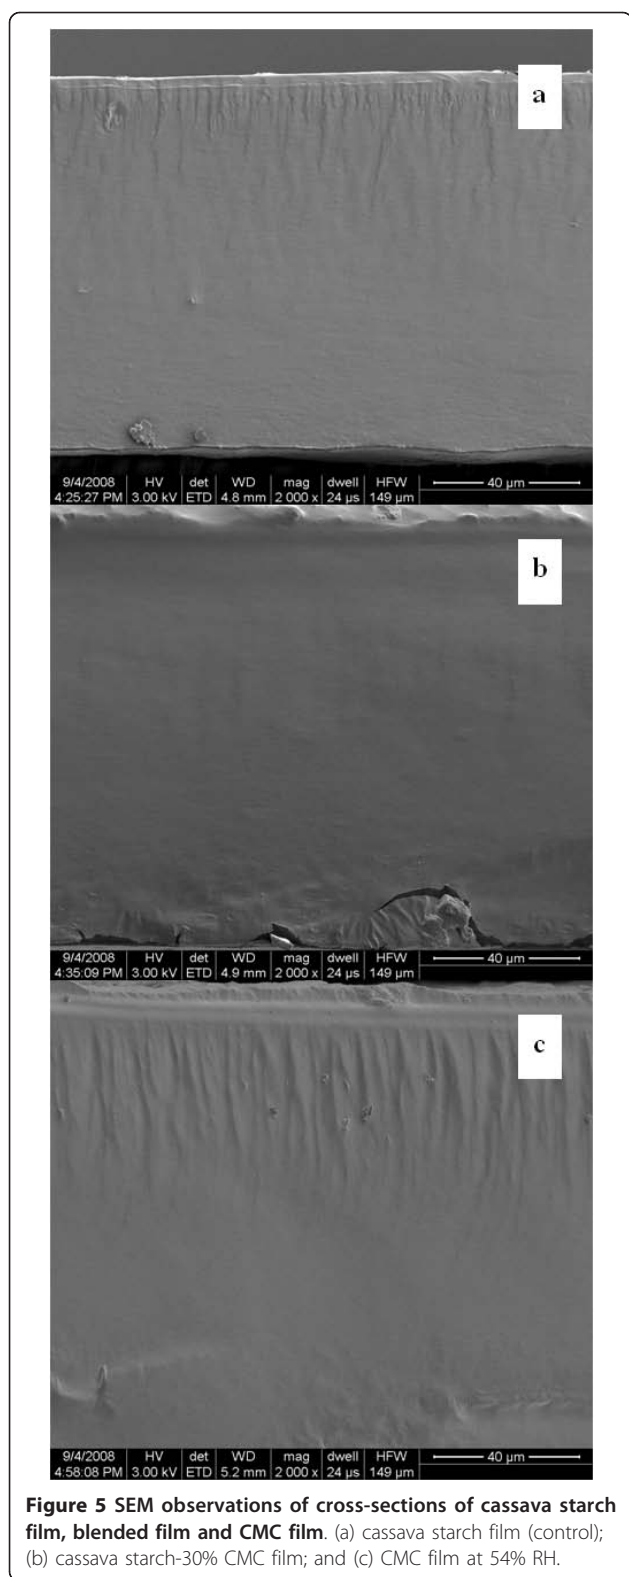 a
9/4/2008 HV det WD mag dwell HFW 40 µm
4:25:27 PM 3.00 kV ETD 4.8 mm 2 000 x 24 µs 149 µm
b
9/4/2008 HV det WD mag dwell HFW 40 µm
4:35:09 PM 3.00 kV ETD 4.9 mm 2 000 x 24 µs 149 µm
c
9/4/2008 HV det WD mag dwell HFW 40 µm
4:58:08 PM 3.00 kV ETD 5.2 mm 2 000 x 24 µs 149 µm
Figure 5 SEM observations of cross-sections of cassava starch
film, blended film and CMC film. (a) cassava starch film (control);
(b) cassava starch-30% CMC film; and (c) CMC film at 54% RH.